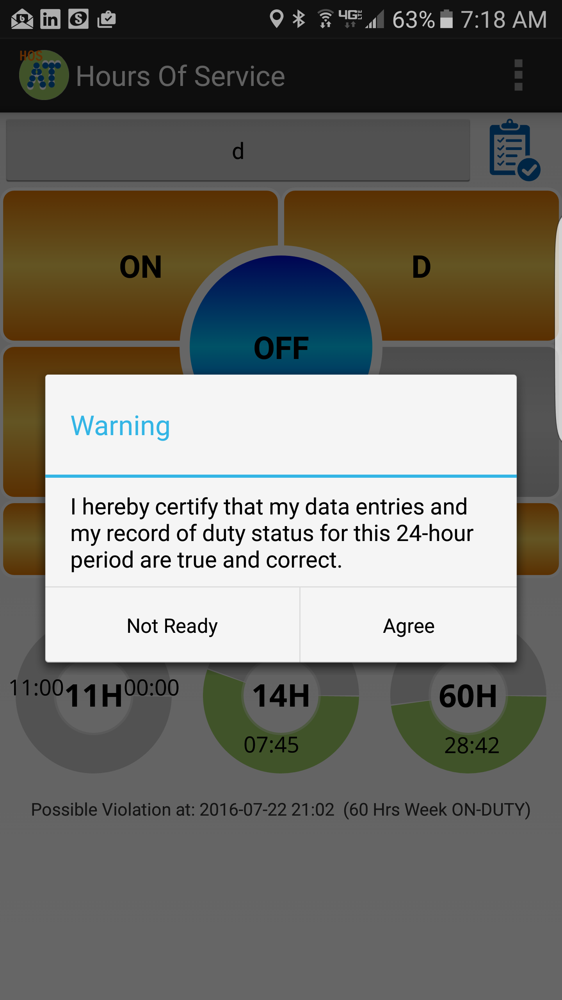 63% 7:18 AM
HOS
AT
Hours Of Service
d
ON
D
OFF
Warning
I hereby certify that my data entries and
my record of duty status for this 24-hour
period are true and correct.
Not Ready
Agree
11:00 11H 00:00
14H
07:45
60H
28:42
Possible Violation at: 2016-07-22 21:02 (60 Hrs Week ON-DUTY)
in
S
4G LTE
b